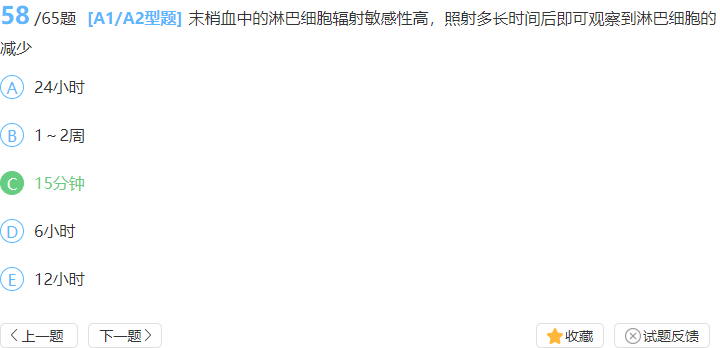 58 /65题 [A1/A2型题] 末梢血中的淋巴细胞辐射敏感性高，照射多长时间后即可观察到淋巴细胞的
减少
A 24小时
B 1～2周
C 15分钟
D 6小时
E 12小时
上一题 下一题 收藏 试题反馈